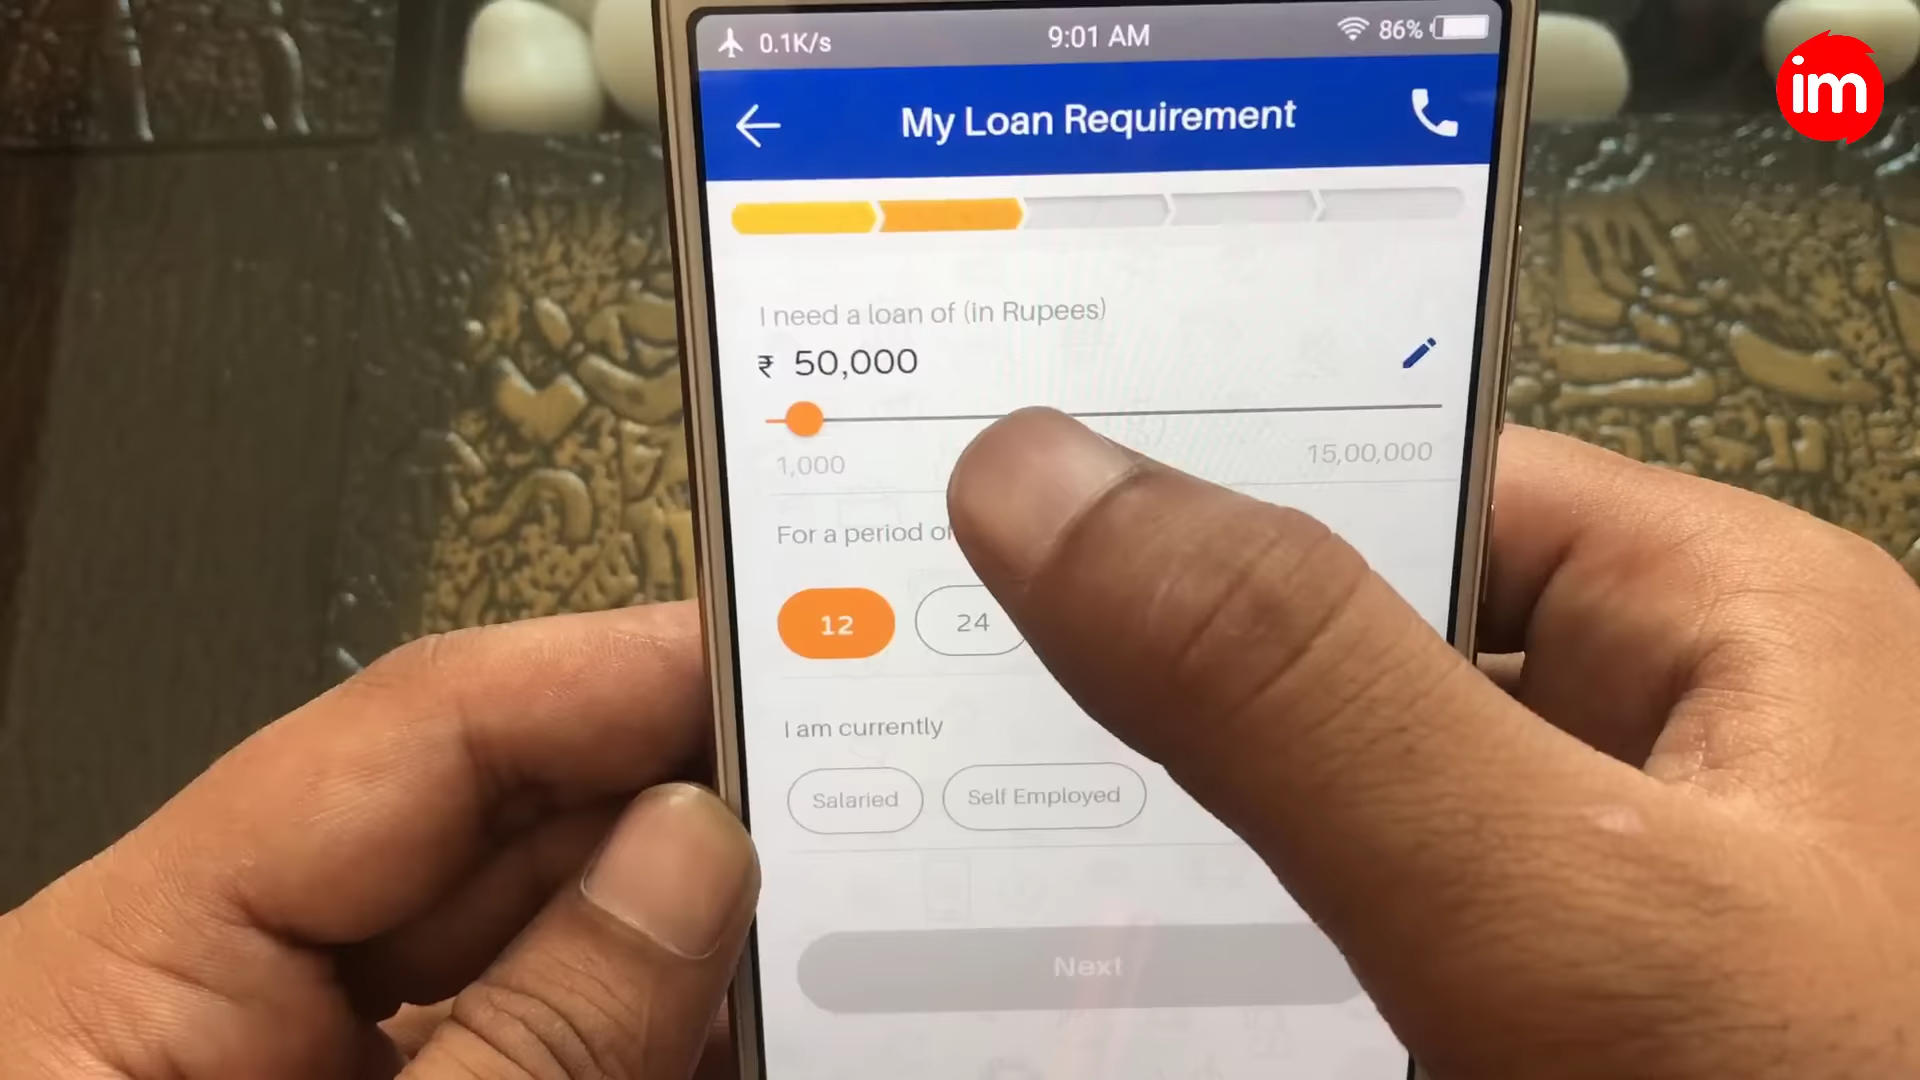 0.1K/s 9:01 AM 86%
im
My Loan Requirement
I need a loan of (in Rupees)
₹ 50,000
1,000 15,00,000
For a period of
12 24
I am currently
Salaried Self Employed
Next